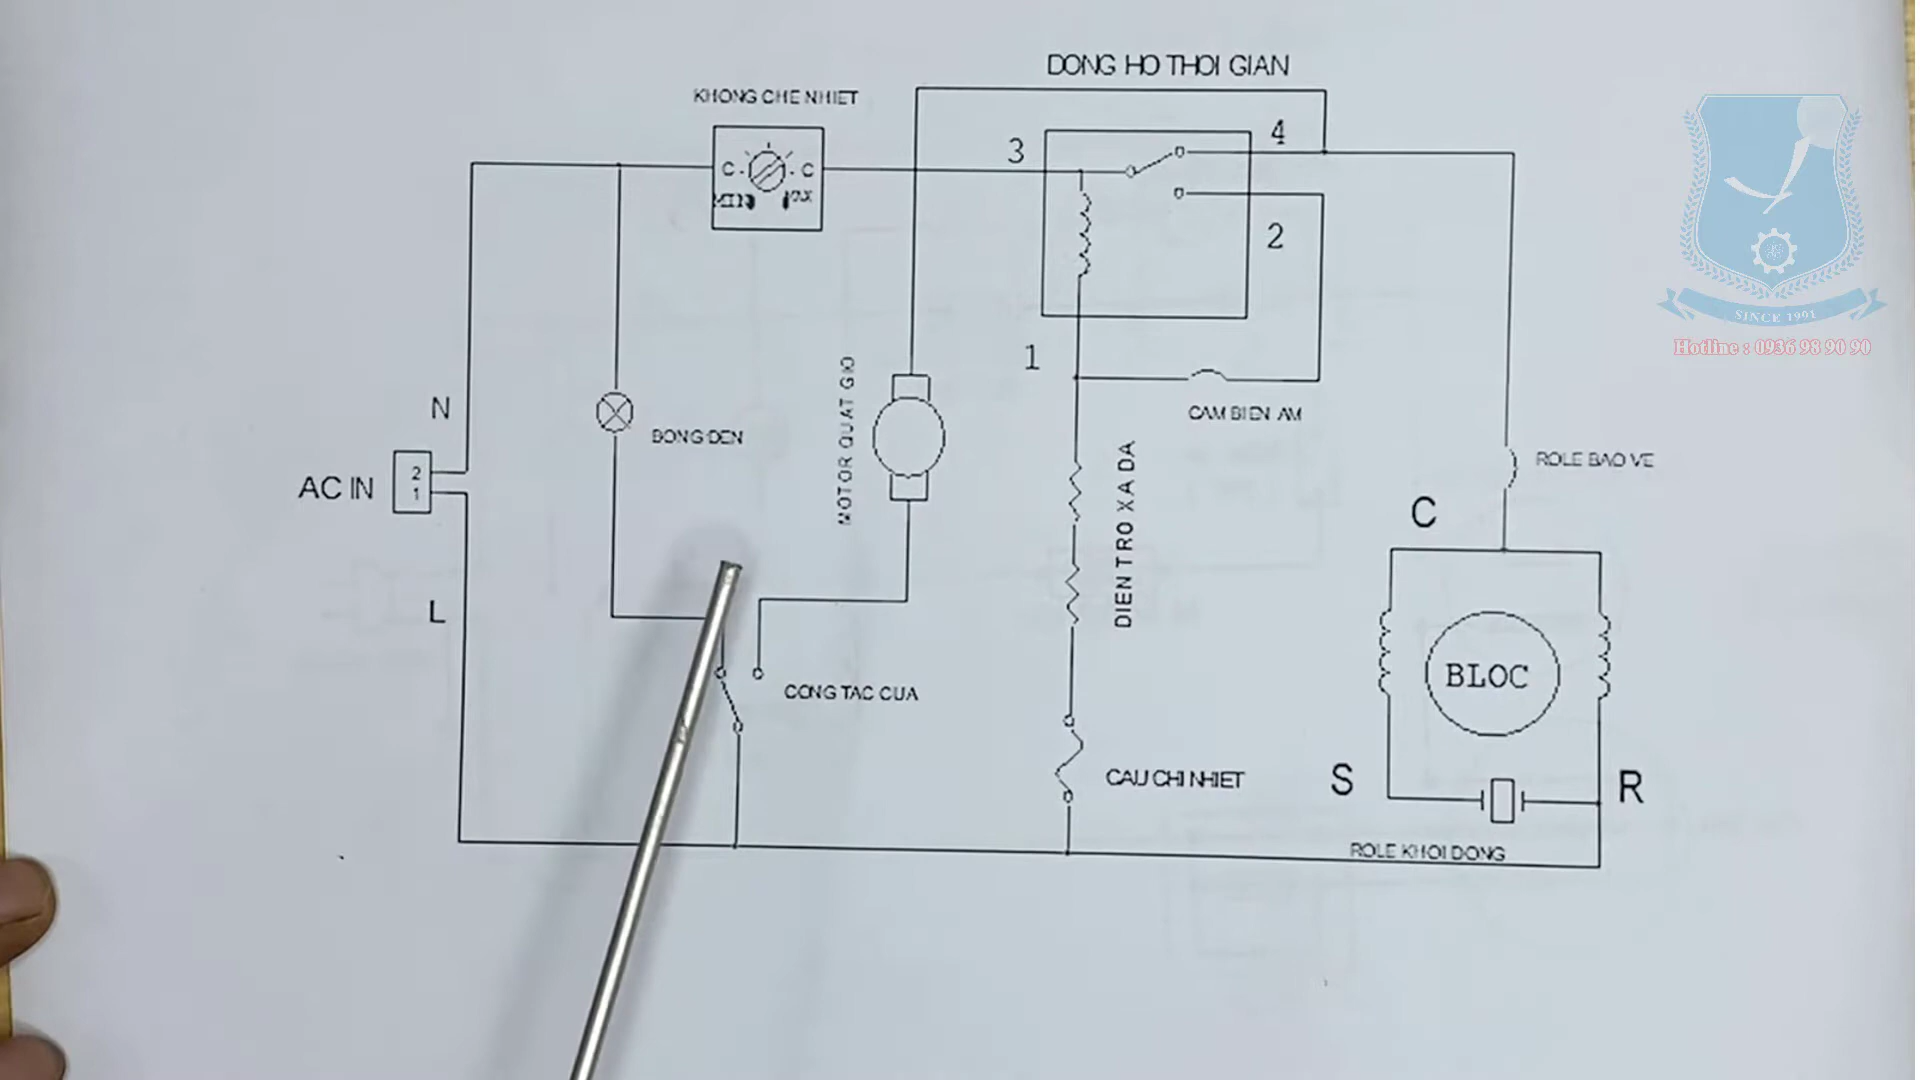 DONG HO THOI GIAN
KHONG CHE NHIET
3
4
C
C
MIN
2
SINCE 1991
Hotline : 0936 98 90 90
1
N
BONG DEN
MOTOR QUAT GIO
CAM BIEN AM
DIEN TRO XA DA
ROLE BAO VE
AC IN
2
1
C
L
BLOC
CONG TAC CUA
CAU CHI NHIET
S
R
ROLE KHOI DONG